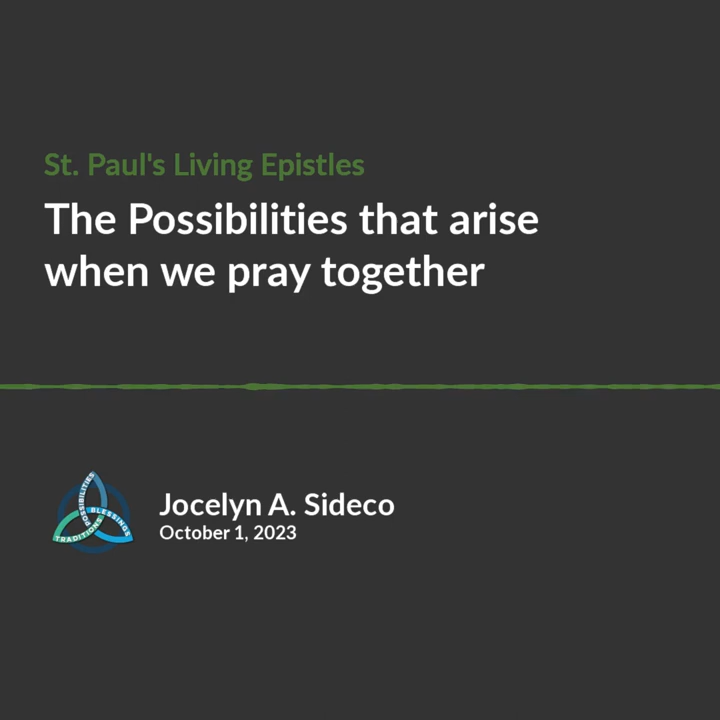 St. Paul's Living Epistles
The Possibilities that arise
when we pray together
POSSIBILITIES
BLESSINGS
TRADITIONS
Jocelyn A. Sideco
October 1, 2023